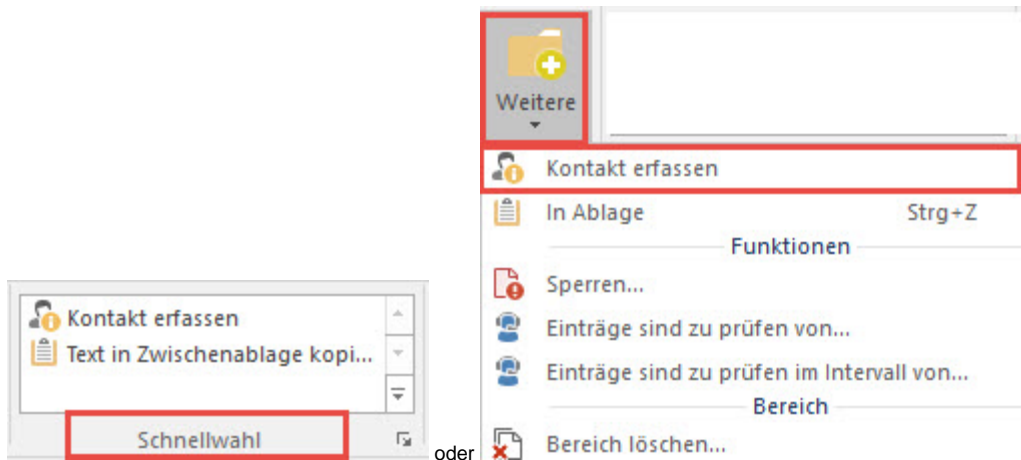 Kontakt erfassen
Text in Zwischenablage kopi...
Schnellwahl
oder
Weitere
Kontakt erfassen
In Ablage Strg+Z
Funktionen
Sperren...
Einträge sind zu prüfen von...
Einträge sind zu prüfen im Intervall von...
Bereich
Bereich löschen...